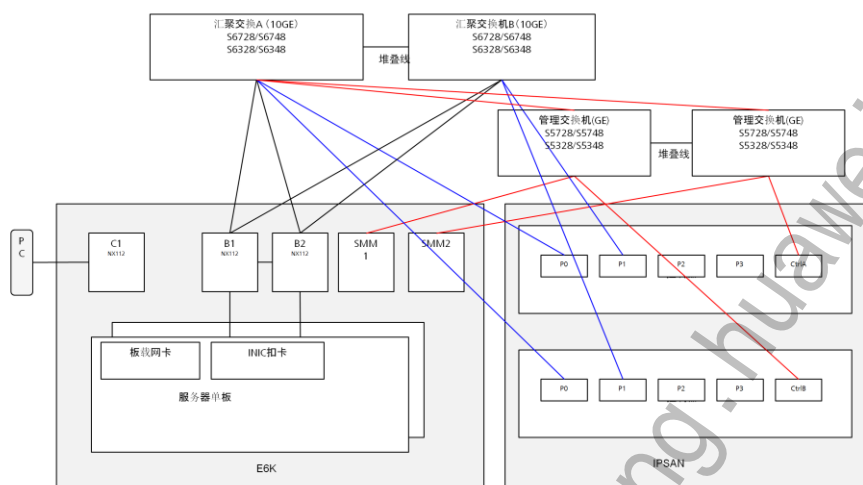 汇聚交换A（10GE）
S6728/S6748
S6328/S6348
汇聚交换机B（10GE）
S6728/S6748
S6328/S6348
堆叠线
管理交换机(GE)
S5728/S5748
S5328/S5348
管理交换机(GE)
S5728/S5748
S5328/S5348
堆叠线
PC
C1
NX112
B1
NX112
B2
NX112
SMM
1
SMM2
P0
P1
P2
P3
CtrlA
板载网卡
INIC扣卡
服务器单板
P0
P1
P2
P3
CtrlB
E6K
IPSAN
ng.huawei